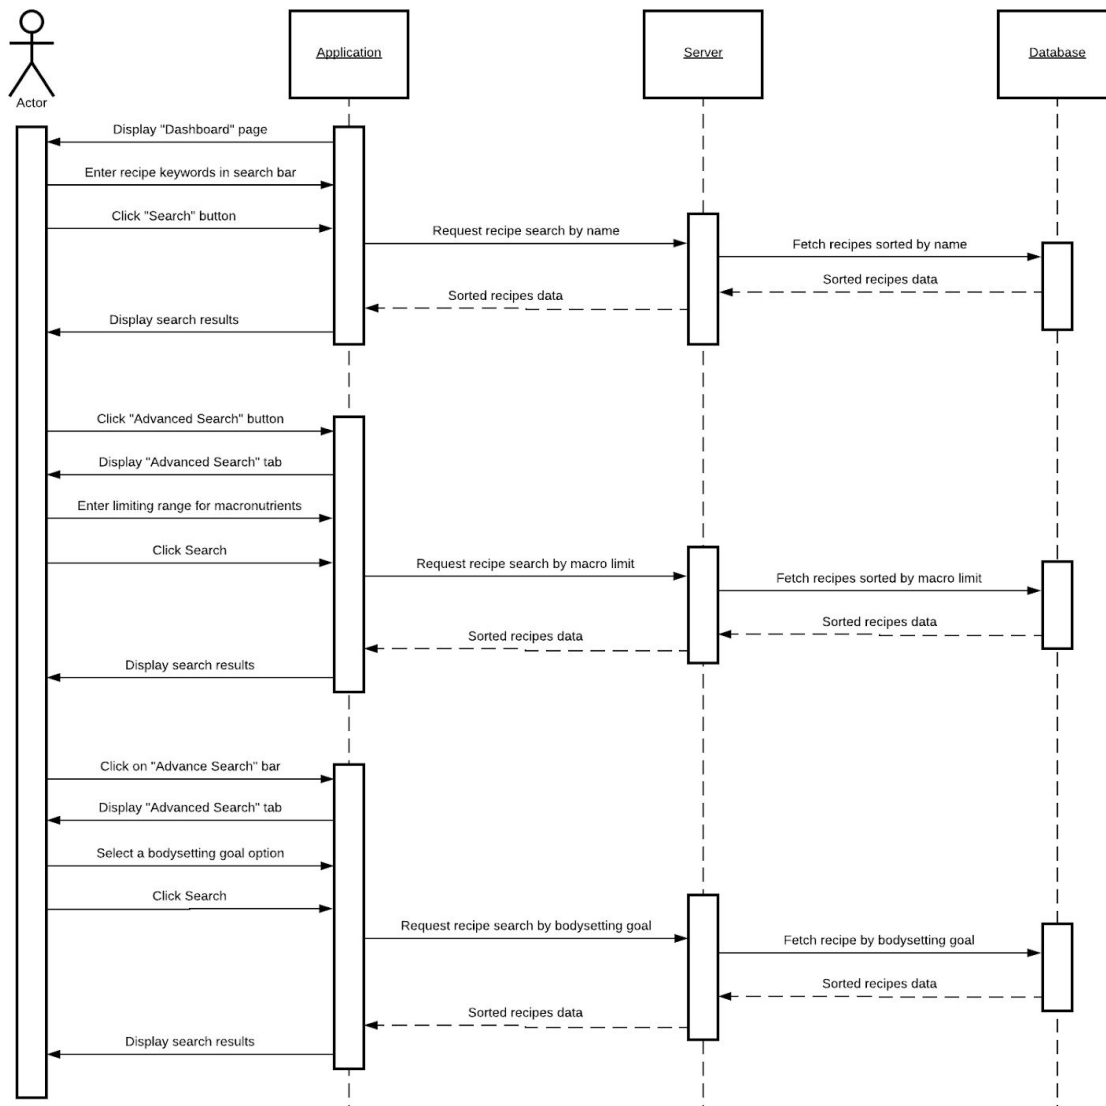 Application
Server
Database
Actor
Display "Dashboard" page
Enter recipe keywords in search bar
Click "Search" button
Request recipe search by name
Fetch recipes sorted by name
Sorted recipes data
Sorted recipes data
Display search results
Click "Advanced Search" button
Display "Advanced Search" tab
Enter limiting range for macronutrients
Click Search
Request recipe search by macro limit
Fetch recipes sorted by macro limit
Sorted recipes data
Sorted recipes data
Display search results
Click on "Advance Search" bar
Display "Advanced Search" tab
Select a bodysetting goal option
Click Search
Request recipe search by bodysetting goal
Fetch recipe by bodysetting goal
Sorted recipes data
Sorted recipes data
Display search results